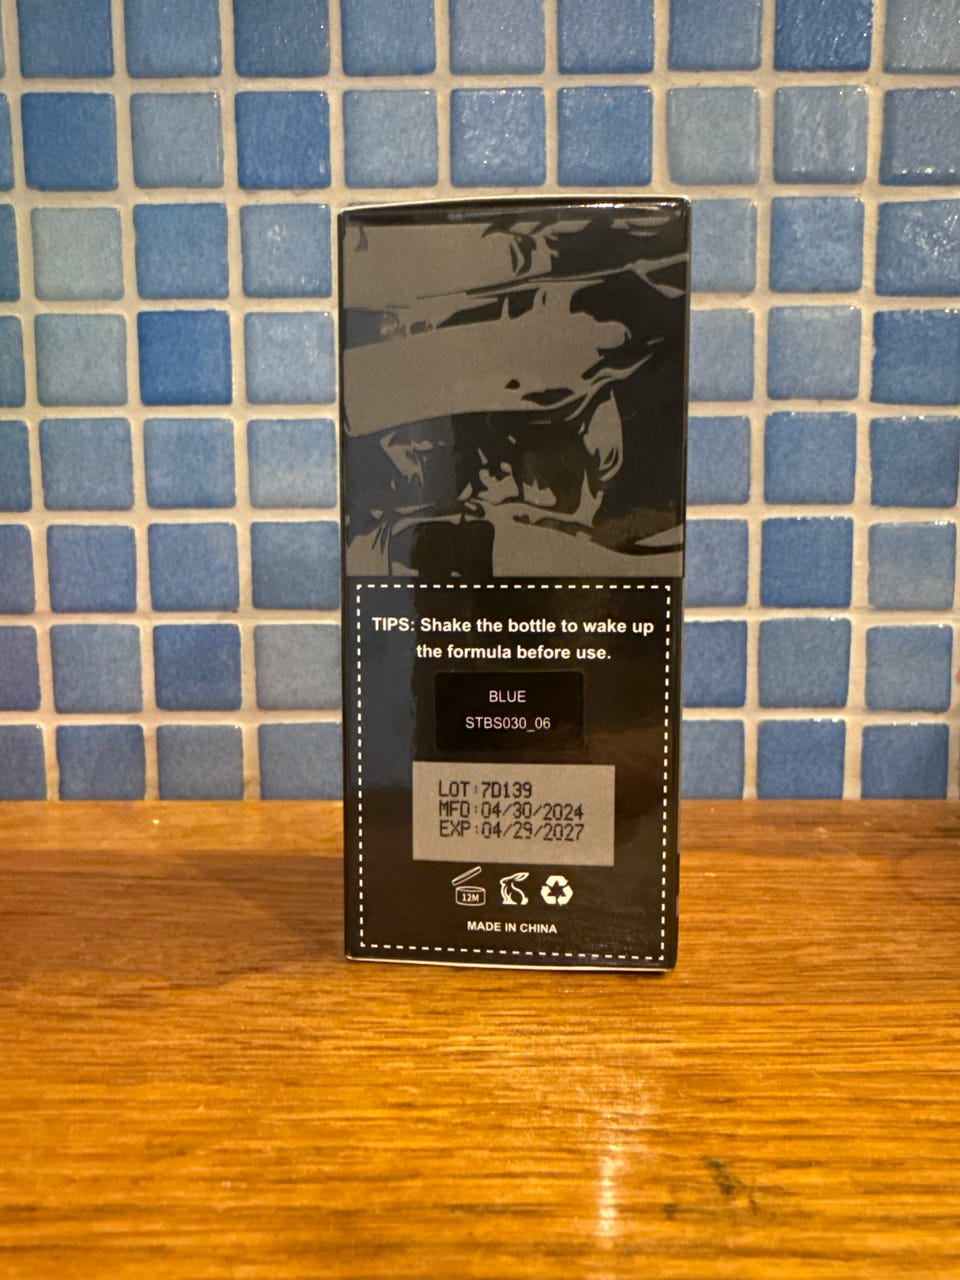 TIPS: Shake the bottle to wake up
the formula before use.
BLUE
STBS030_06
LOT:7D139
MFD:04/30/2024
EXP:04/29/2027
12M
MADE IN CHINA